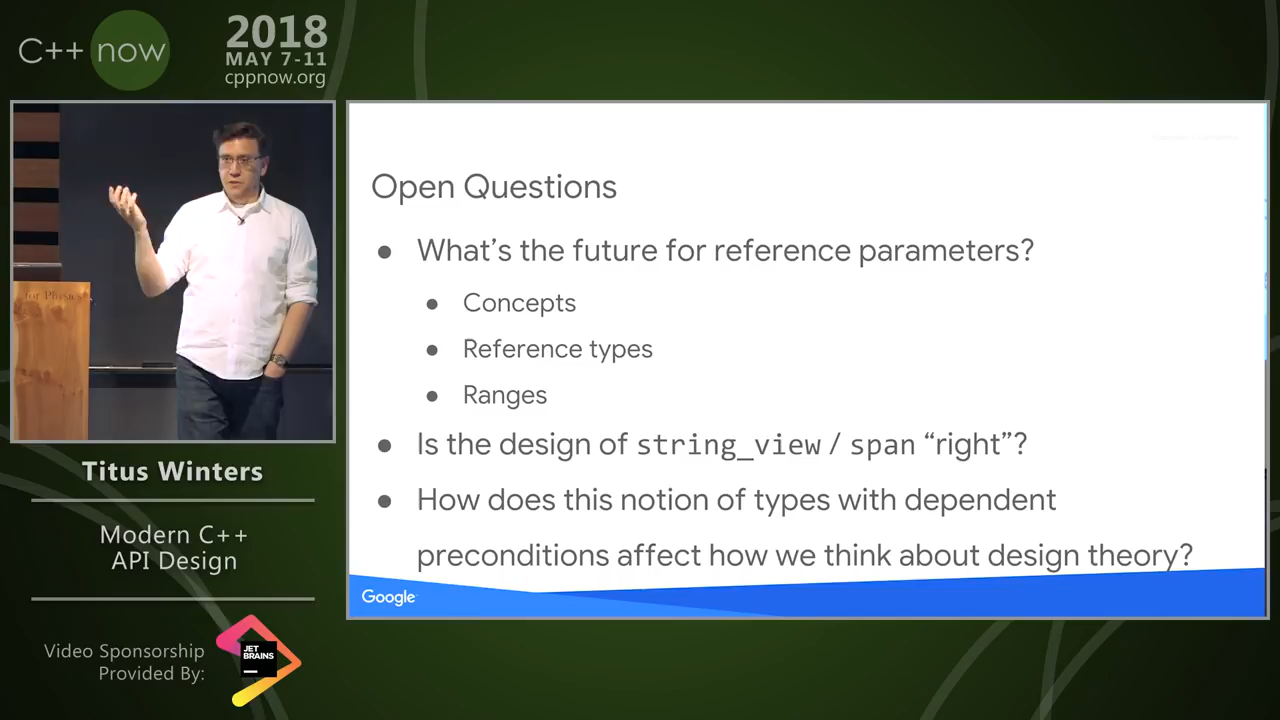 C++ now
2018
MAY 7-11
cppnow.org
for Physics
Titus Winters
Modern C++
API Design
Video Sponsorship
Provided By:
JET
BRAINS
Open Questions
● What's the future for reference parameters?
● Concepts
● Reference types
● Ranges
● Is the design of string_view / span “right”?
● How does this notion of types with dependent
preconditions affect how we think about design theory?
Google